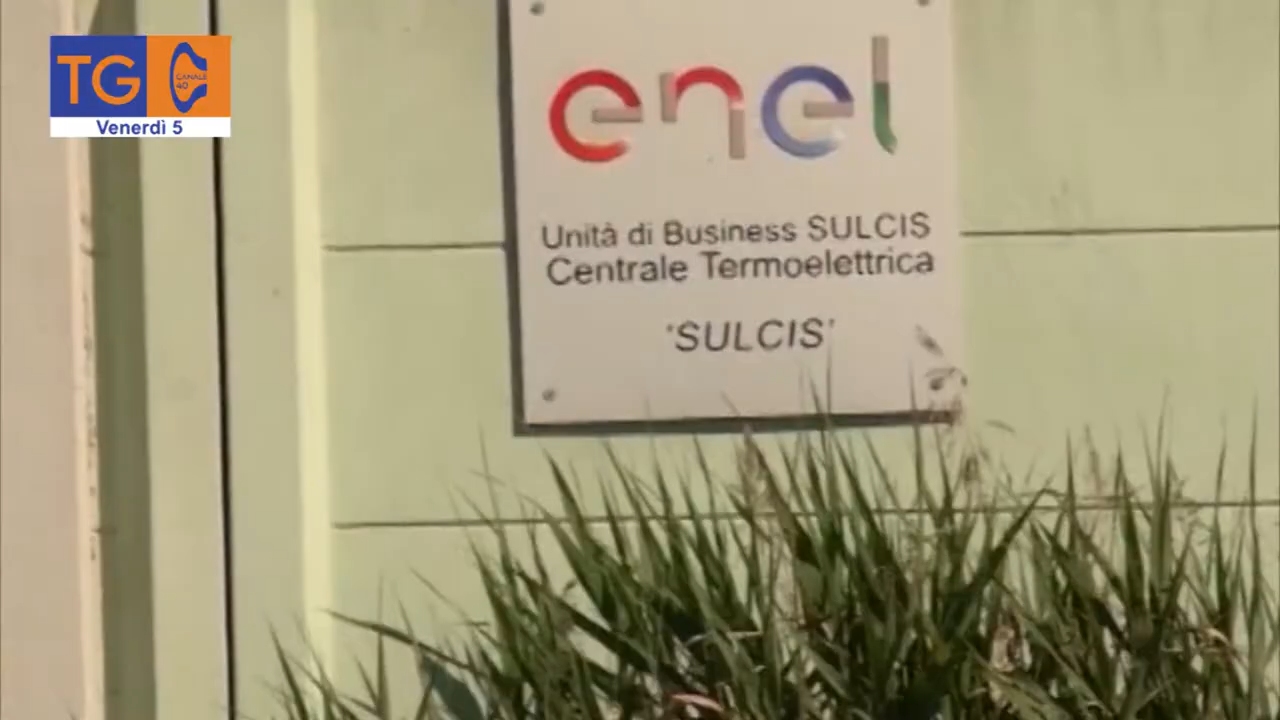 TG
CANALE
40
Venerdì 5
enel
Unità di Business SULCIS
Centrale Termoelettrica
'SULCIS'